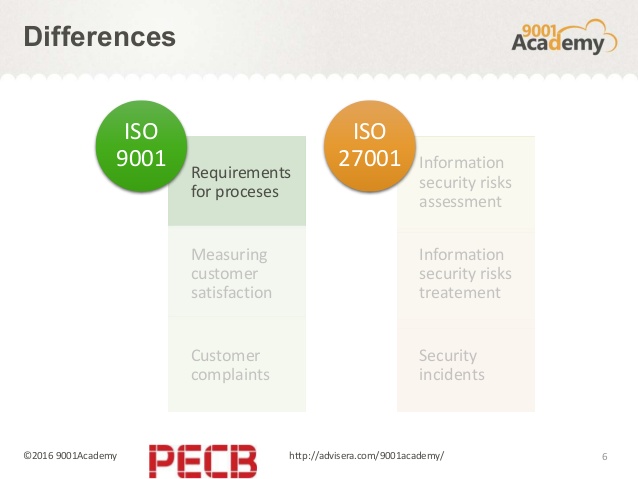 Differences
9001
Academy
ISO
9001
Requirements
for proceses
Measuring
customer
satisfaction
Customer
complaints
ISO
27001
Information
security risks
assessment
Information
security risks
treatement
Security
incidents
©2016 9001Academy
PECB
http://advisera.com/9001academy/
6